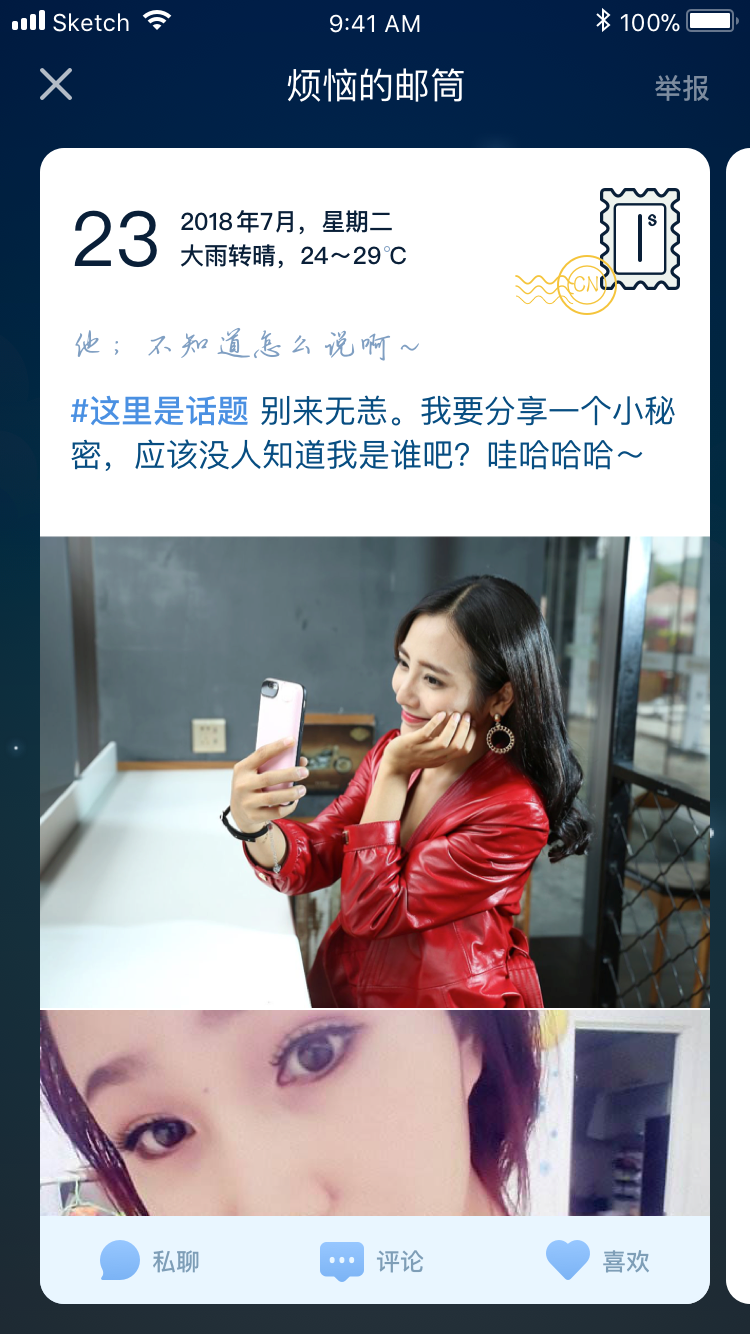 Sketch 9:41 AM 100%
烦恼的邮筒 举报
23
2018年7月，星期二
大雨转晴，24～29℃
1s
CN
他；不知道怎么说啊～
#这里是话题 别来无恙。我要分享一个小秘
密，应该没人知道我是谁吧？哇哈哈哈～
私聊 评论 喜欢